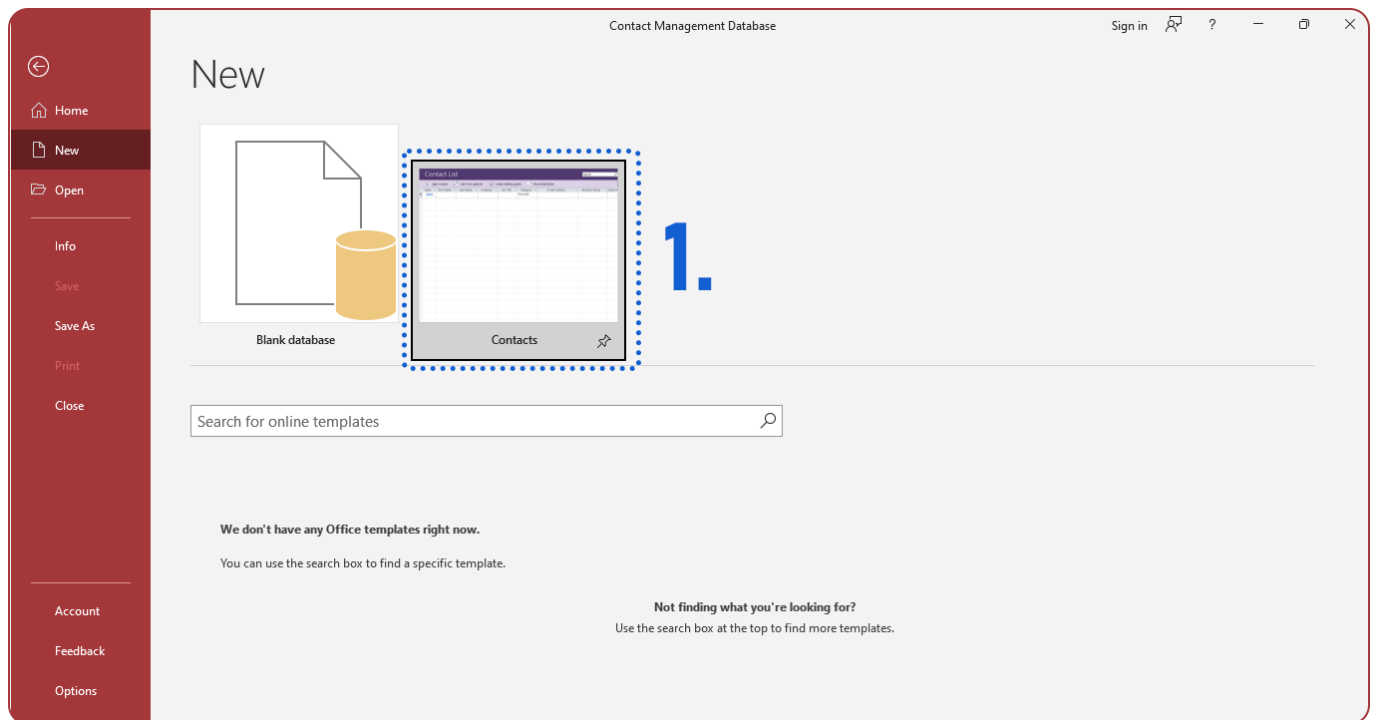 Contact Management Database
Sign in
?
New
Home
New
Open
Info
Save
Save As
Print
Close
Account
Feedback
Options
Contact List
Blank database
Contacts
1.
Search for online templates
We don't have any Office templates right now.
You can use the search box to find a specific template.
Not finding what you're looking for?
Use the search box at the top to find more templates.